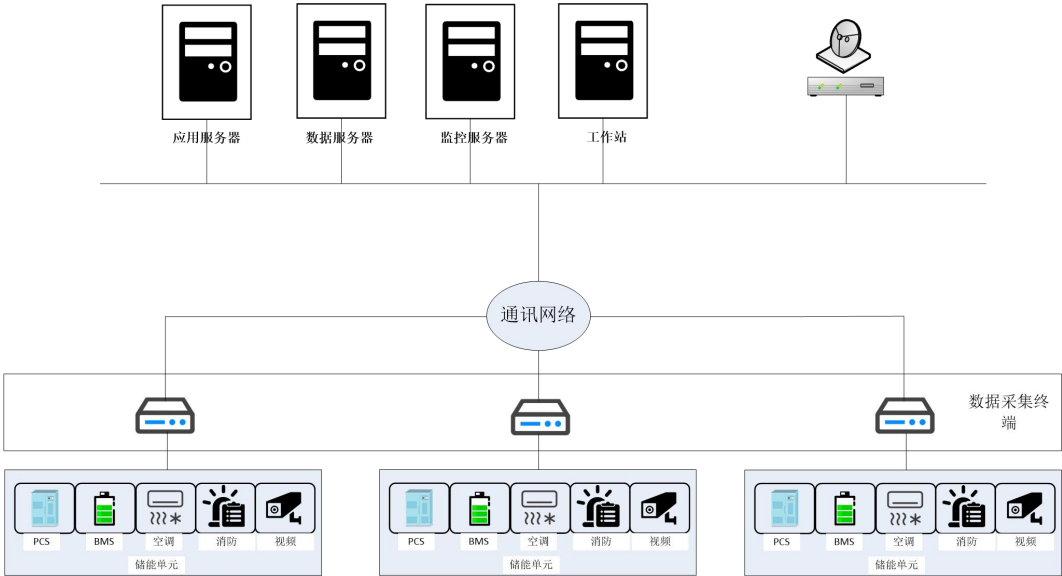 应用服务器
数据服务器
监控服务器
工作站
通讯网络
数据采集终
端
PCS
BMS
空调
消防
视频
储能单元
PCS
BMS
空调
消防
视频
储能单元
PCS
BMS
空调
消防
视频
储能单元